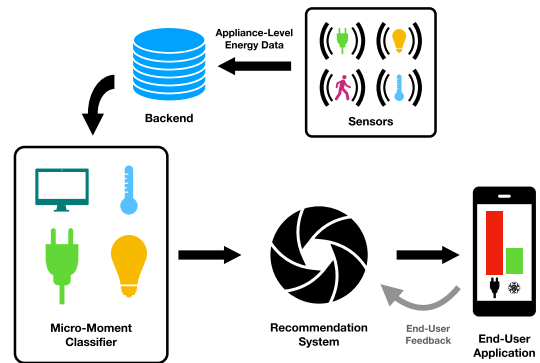 Appliance-Level
Energy Data
Backend
Sensors
Micro-Moment
Classifier
Recommendation
System
End-User
Feedback
End-User
Application